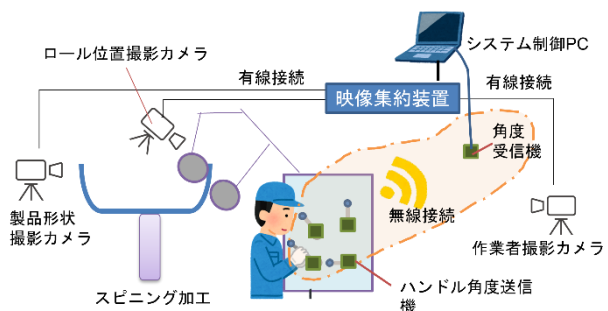 システム制御PC
ロール位置撮影カメラ
有線接続
有線接続
映像集約装置
角度
受信機
製品形状
撮影カメラ
無線接続
作業者撮影カメラ
スピニング加工
ハンドル角度送信
機